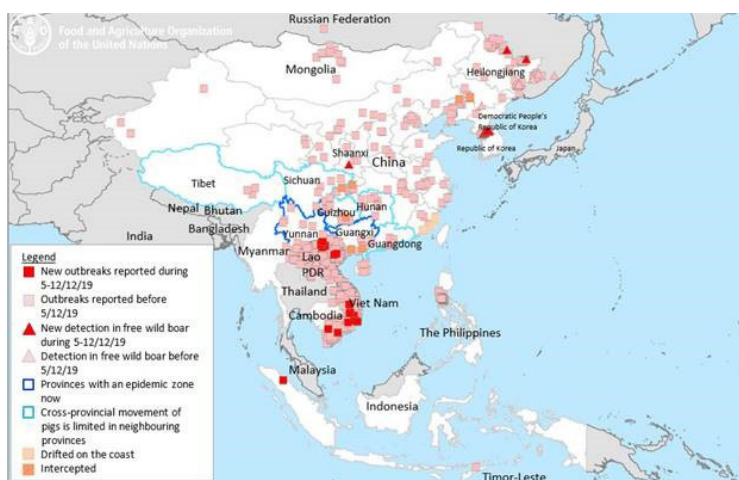 Food and Agriculture Organization
of the United Nations
Russian Federation
Mongolia
Heilongjiang
Democratic People's
Republic of Korea
Republic of Korea
Japan
Shaanxi
China
Tibet
Sichuan
Hunan
Guizhou
Nepal
Bhutan
Yunnan
Guangxi
Guangdong
India
Bangladesh
Myanmar
Lao
PDR
Thailand
Viet Nam
Cambodia
The Philippines
Malaysia
Indonesia
Timor-Leste
Legend
New outbreaks reported during
5-12/12/19
Outbreaks reported before
5/12/19
New detection in free wild boar
during 5-12/12/19
Detection in free wild boar before
5/12/19
Provinces with an epidemic zone
now
Cross-provincial movement of
pigs is limited in neighbouring
provinces
Drifted on the coast
Intercepted